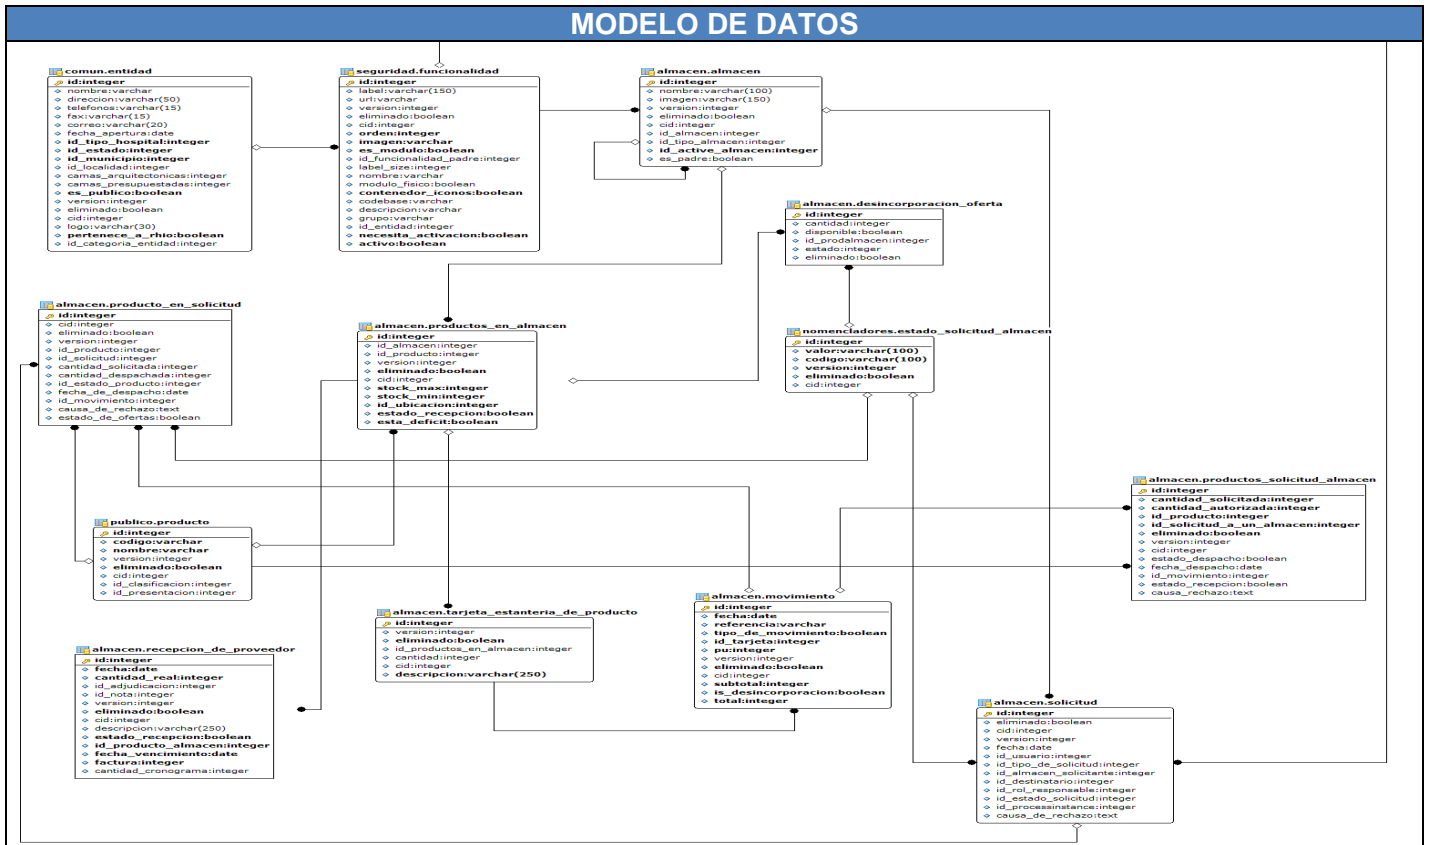 MODELO DE DATOS
comun.entidad
id:integer
nombre:varchar
direccion:varchar(50)
telefonos:varchar(15)
fax:varchar(15)
correo:varchar(20)
fecha_apertura:date
id_tipo_hospital:integer
id_estado:integer
id_municipio:integer
id_localidad:integer
camas_arquitectonicas:integer
camas_presupuestadas:integer
es_publico:boolean
version:integer
eliminado:boolean
cid:integer
logo:varchar(30)
pertenece_a_rhio:boolean
id_categoria_entidad:integer
seguridad.funcionalidad
id:integer
label:varchar(150)
url:varchar
version:integer
eliminado:boolean
cid:integer
orden:integer
imagen:varchar
es_modulo:boolean
id_funcionalidad_padre:integer
label_size:integer
nombre:varchar
modulo_fisico:boolean
contenedor_iconos:boolean
codebase:varchar
descripcion:varchar
grupo:varchar
id_entidad:integer
necesita_activacion:boolean
activo:boolean
almacen.almacen
id:integer
nombre:varchar(100)
imagen:varchar(150)
version:integer
eliminado:boolean
cid:integer
id_almacen:integer
id_tipo_almacen:integer
id_active_almacen:integer
es_padre:boolean
almacen.desincorporacion_oferta
id:integer
cantidad:integer
disponible:boolean
id_prodalmacen:integer
estado:integer
eliminado:boolean
almacen.producto_en_solicitud
id:integer
cid:integer
eliminado:boolean
version:integer
id_producto:integer
id_solicitud:integer
cantidad_solicitada:integer
cantidad_despachada:integer
id_estado_producto:integer
fecha_de_despacho:date
id_movimiento:integer
causa_de_rechazo:text
estado_de_ofertas:boolean
almacen.productos_en_almacen
id:integer
id_almacen:integer
id_producto:integer
version:integer
eliminado:boolean
cid:integer
stock_max:integer
stock_min:integer
id_ubicacion:integer
estado_recepcion:boolean
esta_deficit:boolean
nomencladores.estado_solicitud_almacen
id:integer
valor:varchar(100)
codigo:varchar(100)
version:integer
eliminado:boolean
cid:integer
almacen.productos_solicitud_almacen
id:integer
cantidad_solicitada:integer
cantidad_autorizada:integer
id_producto:integer
id_solicitud_a_un_almacen:integer
eliminado:boolean
version:integer
cid:integer
estado_despacho:boolean
fecha_despacho:date
id_movimiento:integer
estado_recepcion:boolean
causa_rechazo:text
publico.producto
id:integer
codigo:varchar
nombre:varchar
version:integer
eliminado:boolean
cid:integer
id_clasificacion:integer
id_presentacion:integer
almacen.tarjeta_estanteria_de_producto
id:integer
version:integer
eliminado:boolean
id_productos_en_almacen:integer
cantidad:integer
cid:integer
descripcion:varchar(250)
almacen.movimiento
id:integer
fecha:date
referencia:varchar
tipo_de_movimiento:boolean
id_tarjeta:integer
pu:integer
version:integer
eliminado:boolean
cid:integer
subtotal:integer
is_desincorporacion:boolean
total:integer
almacen.recepcion_de_proveedor
id:integer
fecha:date
cantidad_real:integer
id_adjudicacion:integer
id_nota:integer
version:integer
eliminado:boolean
cid:integer
descripcion:varchar(250)
estado_recepcion:boolean
id_producto_almacen:integer
fecha_vencimiento:date
factura:integer
cantidad_cronograma:integer
almacen.solicitud
id:integer
eliminado:boolean
cid:integer
version:integer
fecha:date
id_usuario:integer
id_tipo_de_solicitud:integer
id_almacen_solicitante:integer
id_destinatario:integer
id_rol_responsable:integer
id_estado_solicitud:integer
id_processinstance:integer
causa_de_rechazo:text